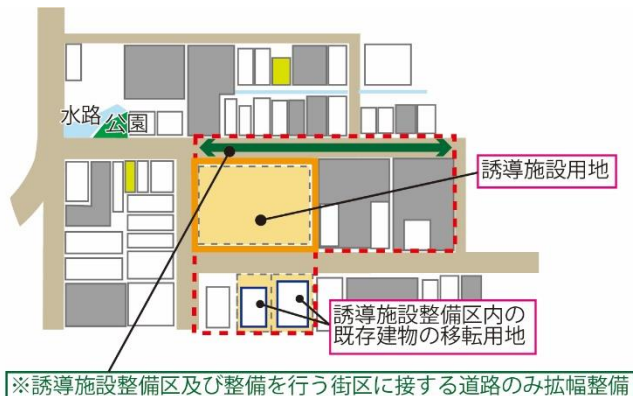 水路
公園
誘導施設用地
誘導施設整備区内の
既存建物の移転用地
※誘導施設整備区及び整備を行う街区に接する道路のみ拡幅整備